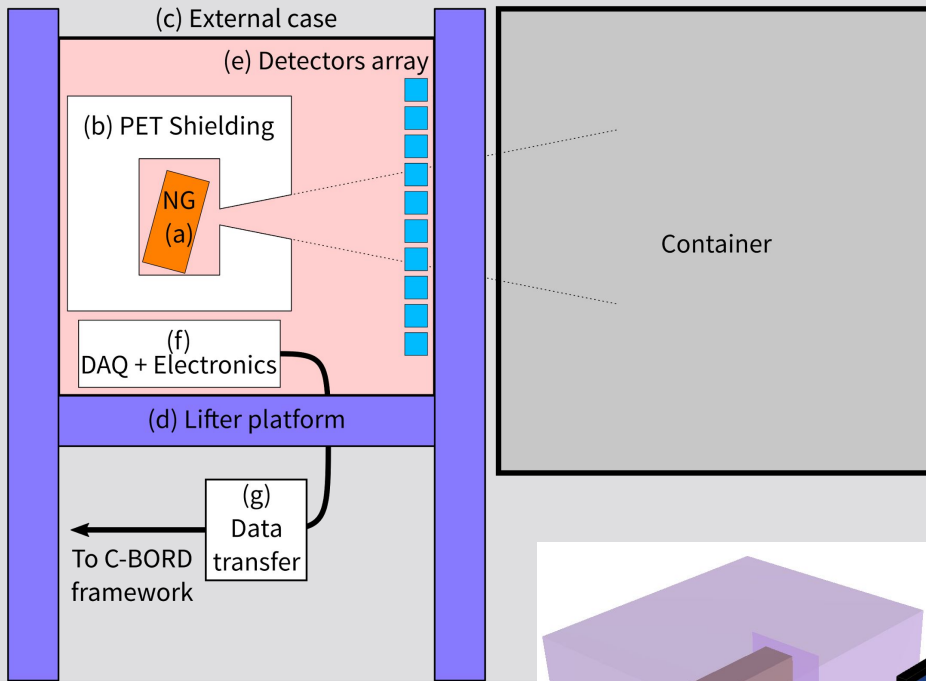 (c) External case
(e) Detectors array
(b) PET Shielding
NG
(a)
Container
(f)
DAQ + Electronics
(d) Lifter platform
(g)
Data
transfer
To C-BORD
framework